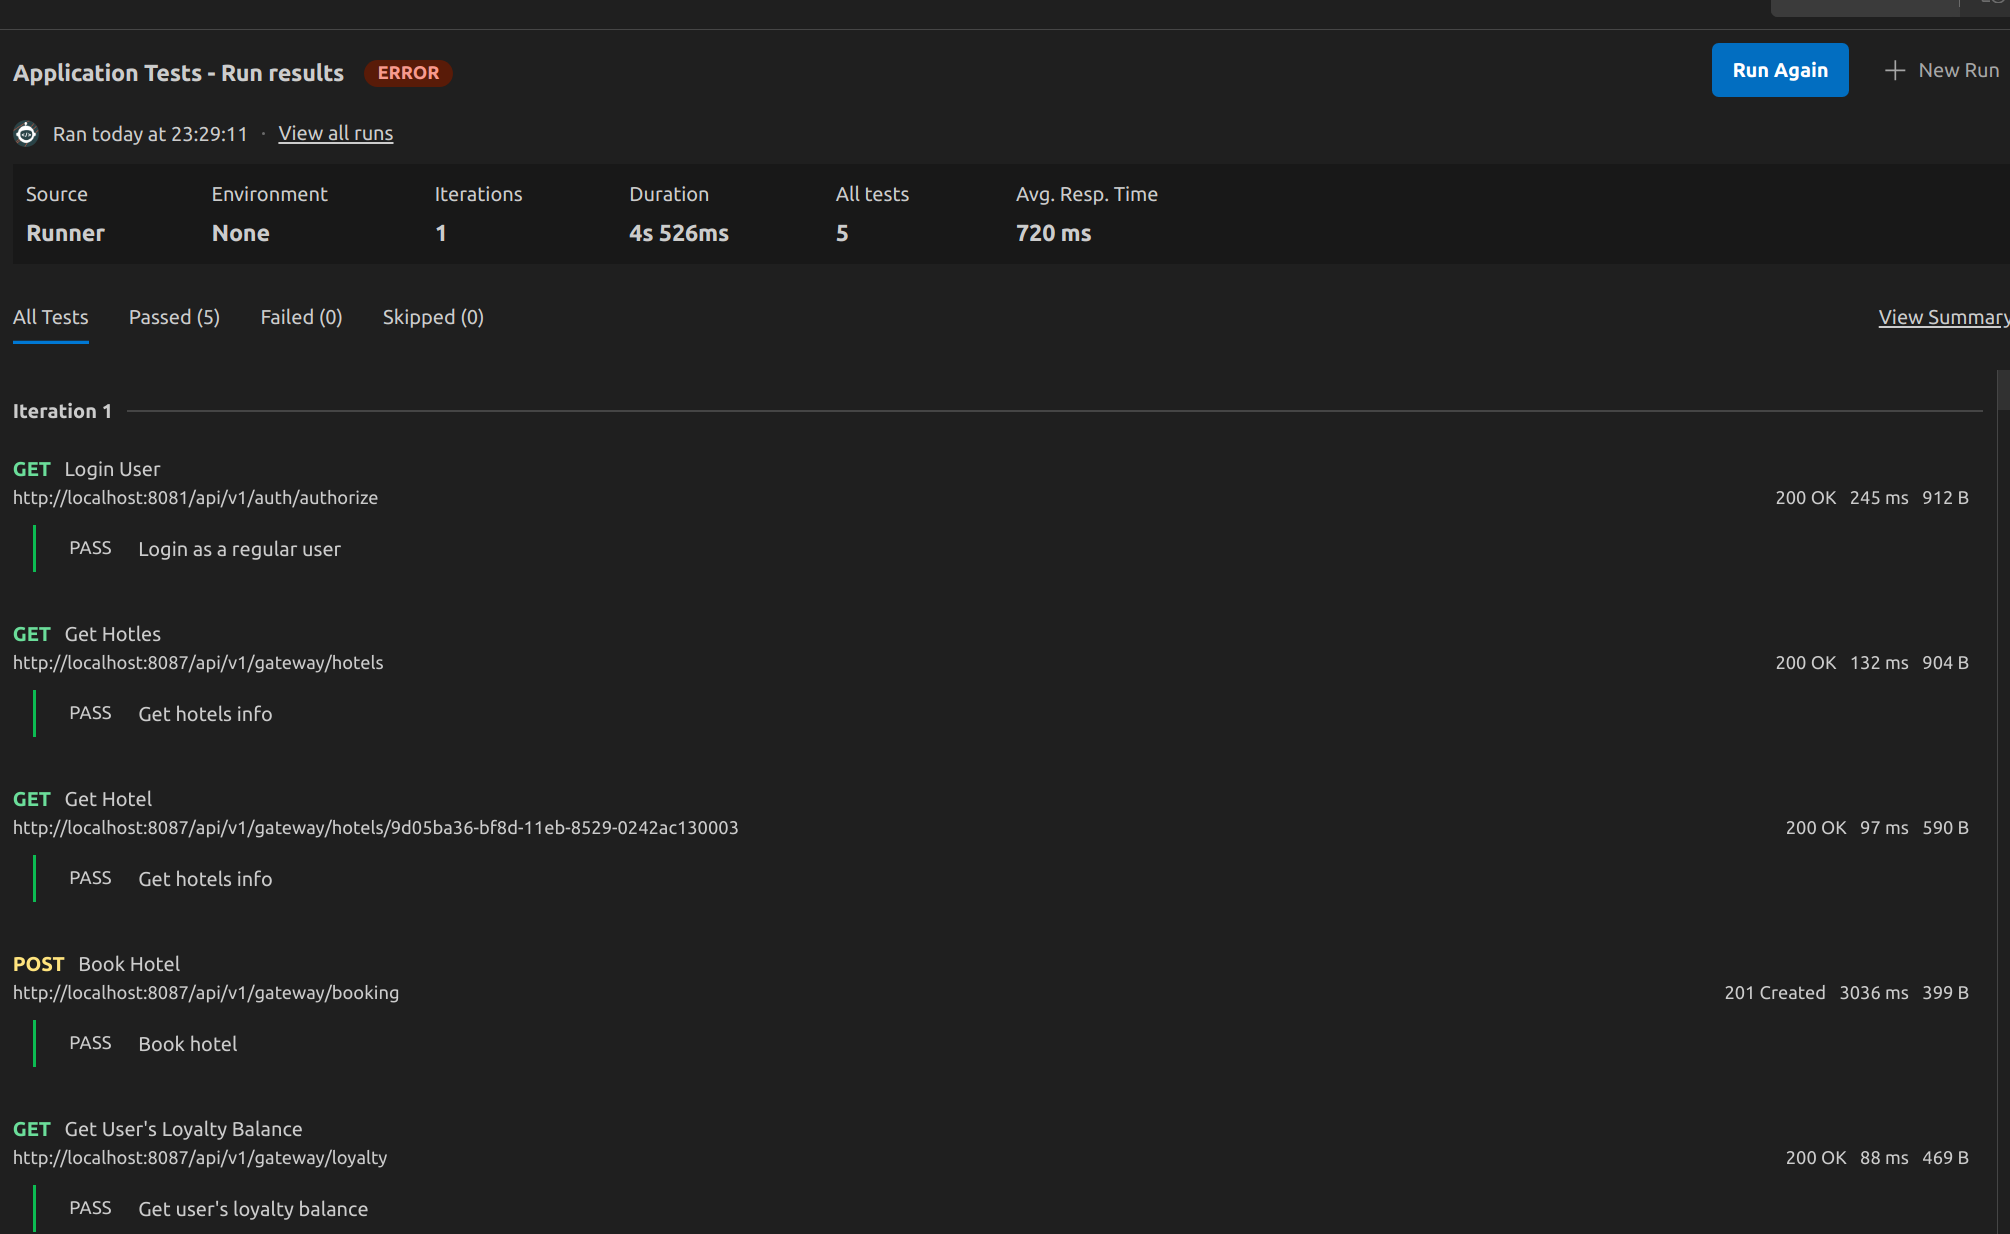 Application Tests - Run results ERROR Run Again + New Run
Ran today at 23:29:11 · View all runs
Source Environment Iterations Duration All tests Avg. Resp. Time
Runner None 1 4s 526ms 5 720 ms
All Tests Passed (5) Failed (0) Skipped (0) View Summary
Iteration 1
GET Login User
http://localhost:8081/api/v1/auth/authorize 200 OK 245 ms 912 B
PASS Login as a regular user
GET Get Hotles
http://localhost:8087/api/v1/gateway/hotels 200 OK 132 ms 904 B
PASS Get hotels info
GET Get Hotel
http://localhost:8087/api/v1/gateway/hotels/9d05ba36-bf8d-11eb-8529-0242ac130003 200 OK 97 ms 590 B
PASS Get hotels info
POST Book Hotel
http://localhost:8087/api/v1/gateway/booking 201 Created 3036 ms 399 B
PASS Book hotel
GET Get User's Loyalty Balance
http://localhost:8087/api/v1/gateway/loyalty 200 OK 88 ms 469 B
PASS Get user's loyalty balance